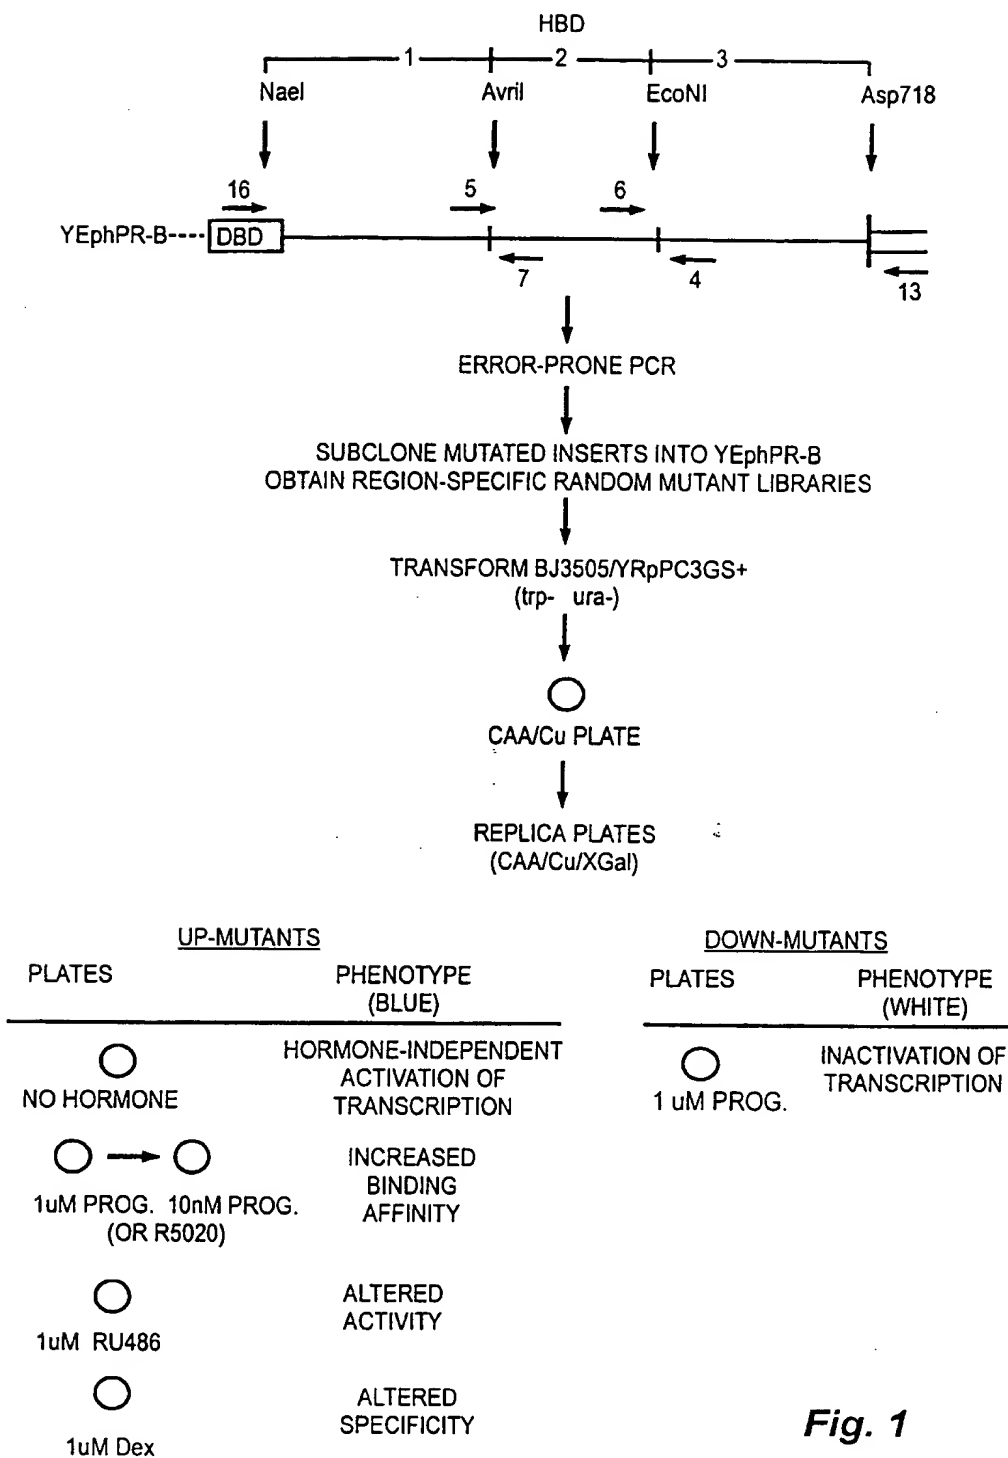 HBD
1 2 3
NaeI AvrII EcoNI Asp718
16 5 6
YEphPR-B DBD
7 4 13
ERROR-PRONE PCR
SUBCLONE MUTATED INSERTS INTO YEphPR-B
OBTAIN REGION-SPECIFIC RANDOM MUTANT LIBRARIES
TRANSFORM BJ3505/YRpPC3GS+
(trp- ura-)
CAA/Cu PLATE
REPLICA PLATES
(CAA/Cu/XGal)
UP-MUTANTS
PLATES PHENOTYPE
(BLUE)
NO HORMONE
HORMONE-INDEPENDENT
ACTIVATION OF
TRANSCRIPTION
1uM PROG. 10nM PROG.
(OR R5020)
INCREASED
BINDING
AFFINITY
1uM RU486
ALTERED
ACTIVITY
1uM Dex
ALTERED
SPECIFICITY
DOWN-MUTANTS
PLATES PHENOTYPE
(WHITE)
1 uM PROG.
INACTIVATION OF
TRANSCRIPTION
Fig. 1